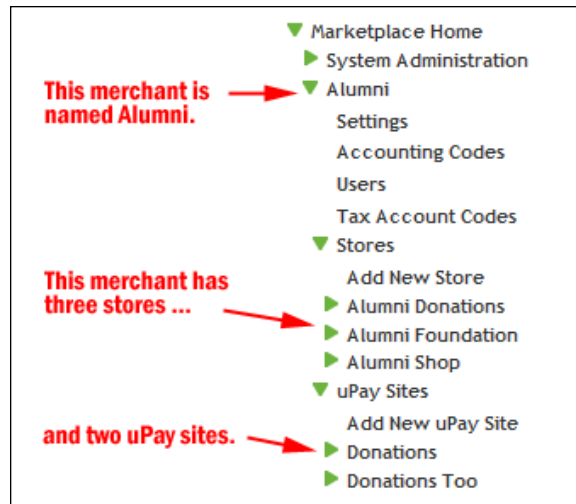 Marketplace Home
System Administration
This merchant is
named Alumni.
Alumni
Settings
Accounting Codes
Users
Tax Account Codes
Stores
Add New Store
This merchant has
three stores ...
Alumni Donations
Alumni Foundation
Alumni Shop
uPay Sites
Add New uPay Site
and two uPay sites.
Donations
Donations Too